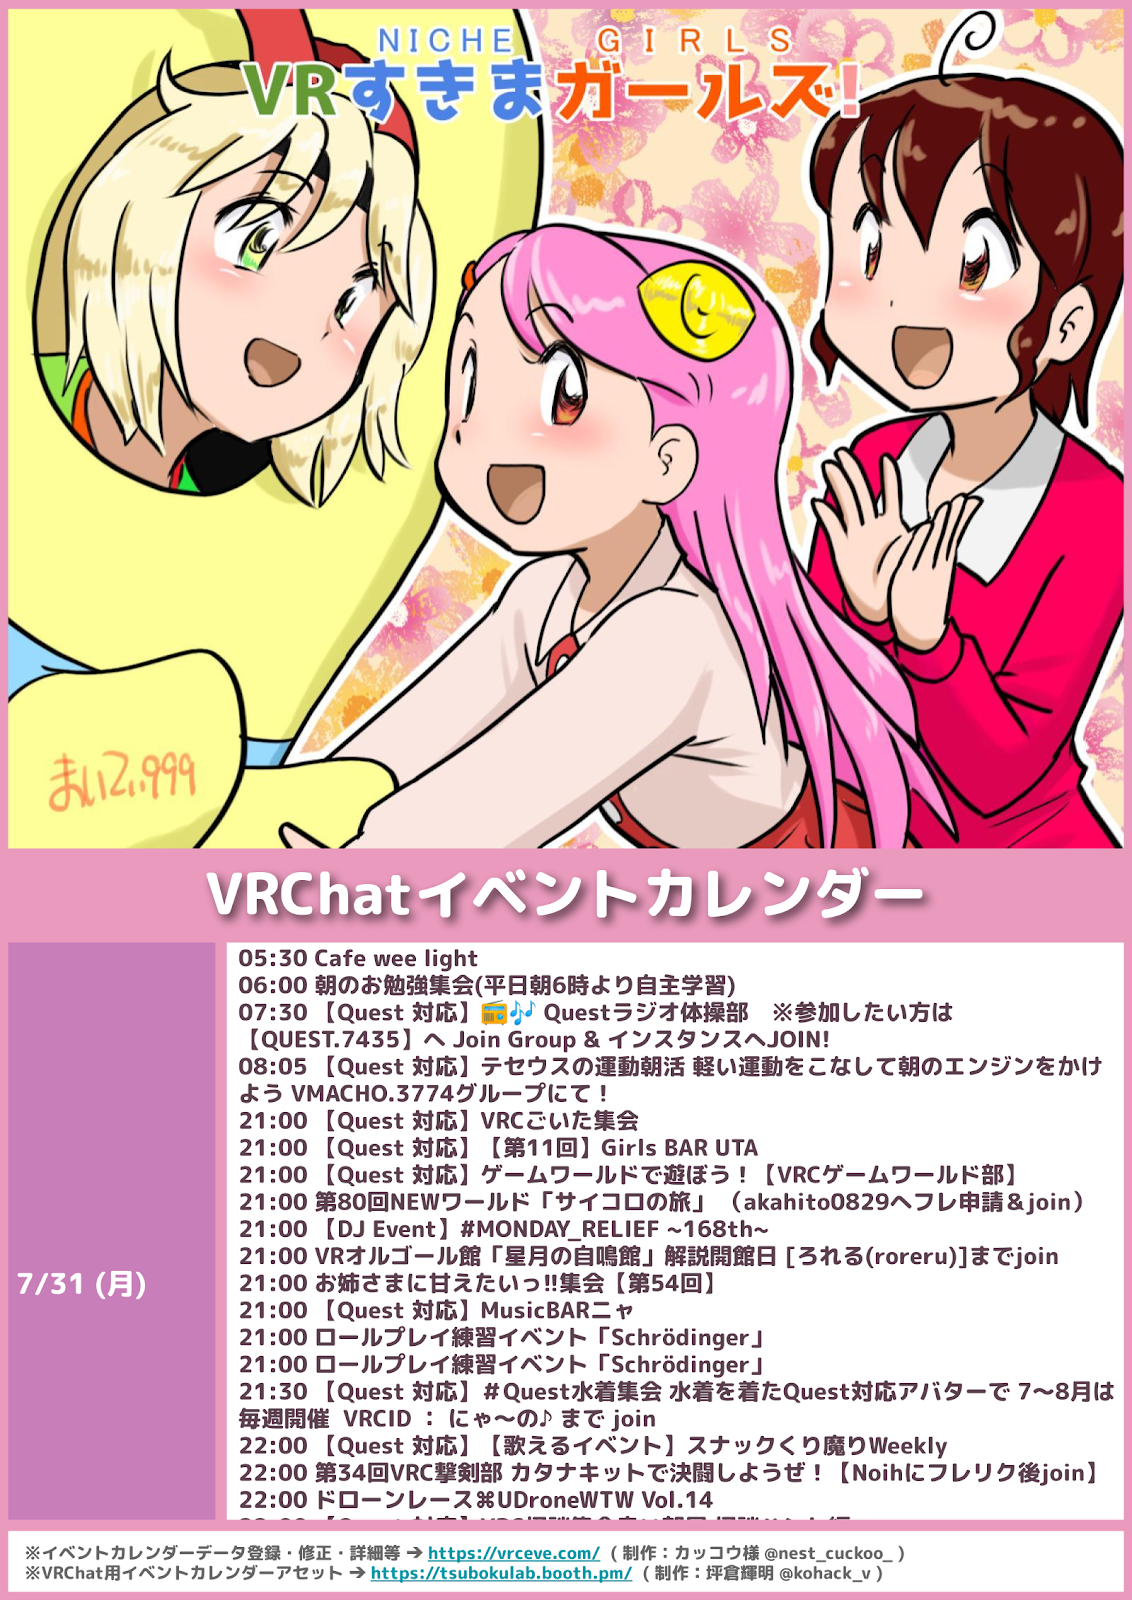 NICHE GIRLS
VRすきまガールズ!
まいてぃ999
VRChatイベントカレンダー
7/31 (月)
05:30 Cafe wee light
06:00 朝のお勉強集会(平日朝6時より自主学習)
07:30 【Quest 対応】📻🎶 Questラジオ体操部　※参加したい方は
【QUEST.7435】へ Join Group & インスタンスへJOIN!
08:05 【Quest 対応】テセウスの運動朝活 軽い運動をこなして朝のエンジンをかけ
よう VMACHO.3774グループにて！
21:00 【Quest 対応】VRCごいた集会
21:00 【Quest 対応】【第11回】Girls BAR UTA
21:00 【Quest 対応】ゲームワールドで遊ぼう！【VRCゲームワールド部】
21:00 第80回NEWワールド「サイコロの旅」（akahito0829へフレ申請＆join）
21:00 【DJ Event】#MONDAY_RELIEF ~168th~
21:00 VRオルゴール館「星月の自鳴館」解説開館日 [ろれる(roreru)]までjoin
21:00 お姉さまに甘えたいっ!!集会【第54回】
21:00 【Quest 対応】MusicBARニャ
21:00 ロールプレイ練習イベント「Schrödinger」
21:00 ロールプレイ練習イベント「Schrödinger」
21:30 【Quest 対応】＃Quest水着集会 水着を着たQuest対応アバターで 7〜8月は
毎週開催 VRCID ： にゃ〜の♪ まで join
22:00 【Quest 対応】【歌えるイベント】スナックくり魔りWeekly
22:00 第34回VRC撃剣部 カタナキットで決闘しようぜ！【Noihにフレリク後join】
22:00 ドローンレース⌘UDroneWTW Vol.14
※イベントカレンダーデータ登録・修正・詳細等 ➔ https://vrceve.com/ ( 制作：カッコウ様 @nest_cuckoo_ )
※VRChat用イベントカレンダーアセット ➔ https://tsubokulab.booth.pm/ ( 制作：坪倉輝明 @kohack_v )